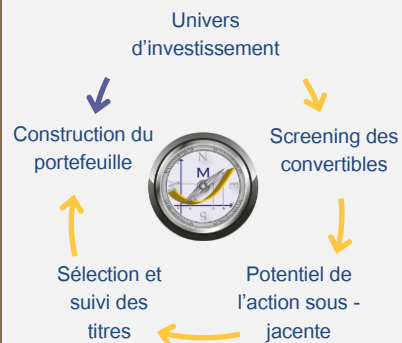 Univers
d'investissement
Construction du
portefeuille
Screening des
convertibles
N
M
S
Sélection et
suivi des
titres
Potentiel de
l'action sous -
jacente